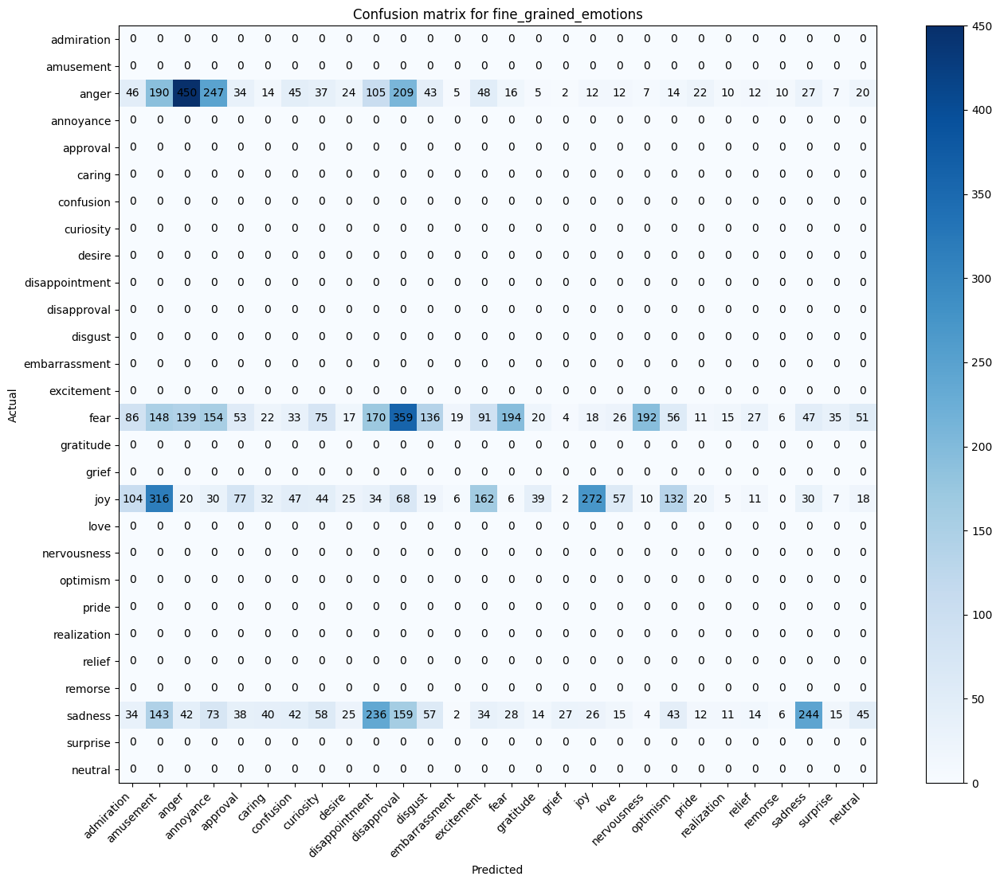 Confusion matrix for fine_grained_emotions
admiration 0 0 0 0 0 0 0 0 0 0 0 0 0 0 0 0 0 0 0 0 0 0 0 0 0 0 0 0
amusement 0 0 0 0 0 0 0 0 0 0 0 0 0 0 0 0 0 0 0 0 0 0 0 0 0 0 0 0
anger 46 190 450 247 34 14 45 37 24 105 209 43 5 48 16 5 2 12 12 7 14 22 10 12 10 27 7 20
annoyance 0 0 0 0 0 0 0 0 0 0 0 0 0 0 0 0 0 0 0 0 0 0 0 0 0 0 0 0
approval 0 0 0 0 0 0 0 0 0 0 0 0 0 0 0 0 0 0 0 0 0 0 0 0 0 0 0 0
caring 0 0 0 0 0 0 0 0 0 0 0 0 0 0 0 0 0 0 0 0 0 0 0 0 0 0 0 0
confusion 0 0 0 0 0 0 0 0 0 0 0 0 0 0 0 0 0 0 0 0 0 0 0 0 0 0 0 0
curiosity 0 0 0 0 0 0 0 0 0 0 0 0 0 0 0 0 0 0 0 0 0 0 0 0 0 0 0 0
desire 0 0 0 0 0 0 0 0 0 0 0 0 0 0 0 0 0 0 0 0 0 0 0 0 0 0 0 0
disappointment 0 0 0 0 0 0 0 0 0 0 0 0 0 0 0 0 0 0 0 0 0 0 0 0 0 0 0 0
disapproval 0 0 0 0 0 0 0 0 0 0 0 0 0 0 0 0 0 0 0 0 0 0 0 0 0 0 0 0
disgust 0 0 0 0 0 0 0 0 0 0 0 0 0 0 0 0 0 0 0 0 0 0 0 0 0 0 0 0
embarrassment 0 0 0 0 0 0 0 0 0 0 0 0 0 0 0 0 0 0 0 0 0 0 0 0 0 0 0 0
excitement 0 0 0 0 0 0 0 0 0 0 0 0 0 0 0 0 0 0 0 0 0 0 0 0 0 0 0 0
fear 86 148 139 154 53 22 33 75 17 170 359 136 19 91 194 20 4 18 26 192 56 11 15 27 6 47 35 51
gratitude 0 0 0 0 0 0 0 0 0 0 0 0 0 0 0 0 0 0 0 0 0 0 0 0 0 0 0 0
grief 0 0 0 0 0 0 0 0 0 0 0 0 0 0 0 0 0 0 0 0 0 0 0 0 0 0 0 0
joy 104 316 20 30 77 32 47 44 25 34 68 19 6 162 6 39 2 272 57 10 132 20 5 11 0 30 7 18
love 0 0 0 0 0 0 0 0 0 0 0 0 0 0 0 0 0 0 0 0 0 0 0 0 0 0 0 0
nervousness 0 0 0 0 0 0 0 0 0 0 0 0 0 0 0 0 0 0 0 0 0 0 0 0 0 0 0 0
optimism 0 0 0 0 0 0 0 0 0 0 0 0 0 0 0 0 0 0 0 0 0 0 0 0 0 0 0 0
pride 0 0 0 0 0 0 0 0 0 0 0 0 0 0 0 0 0 0 0 0 0 0 0 0 0 0 0 0
realization 0 0 0 0 0 0 0 0 0 0 0 0 0 0 0 0 0 0 0 0 0 0 0 0 0 0 0 0
relief 0 0 0 0 0 0 0 0 0 0 0 0 0 0 0 0 0 0 0 0 0 0 0 0 0 0 0 0
remorse 0 0 0 0 0 0 0 0 0 0 0 0 0 0 0 0 0 0 0 0 0 0 0 0 0 0 0 0
sadness 34 143 42 73 38 40 42 58 25 236 159 57 2 34 28 14 27 26 15 4 43 12 11 14 6 244 15 45
surprise 0 0 0 0 0 0 0 0 0 0 0 0 0 0 0 0 0 0 0 0 0 0 0 0 0 0 0 0
neutral 0 0 0 0 0 0 0 0 0 0 0 0 0 0 0 0 0 0 0 0 0 0 0 0 0 0 0 0
Actual
admiration
amusement
anger
annoyance
approval
caring
confusion
curiosity
desire
disappointment
disapproval
disgust
embarrassment
excitement
fear
gratitude
grief
joy
love
nervousness
optimism
pride
realization
relief
remorse
sadness
surprise
neutral
Predicted
450
400
350
300
250
200
150
100
50
0